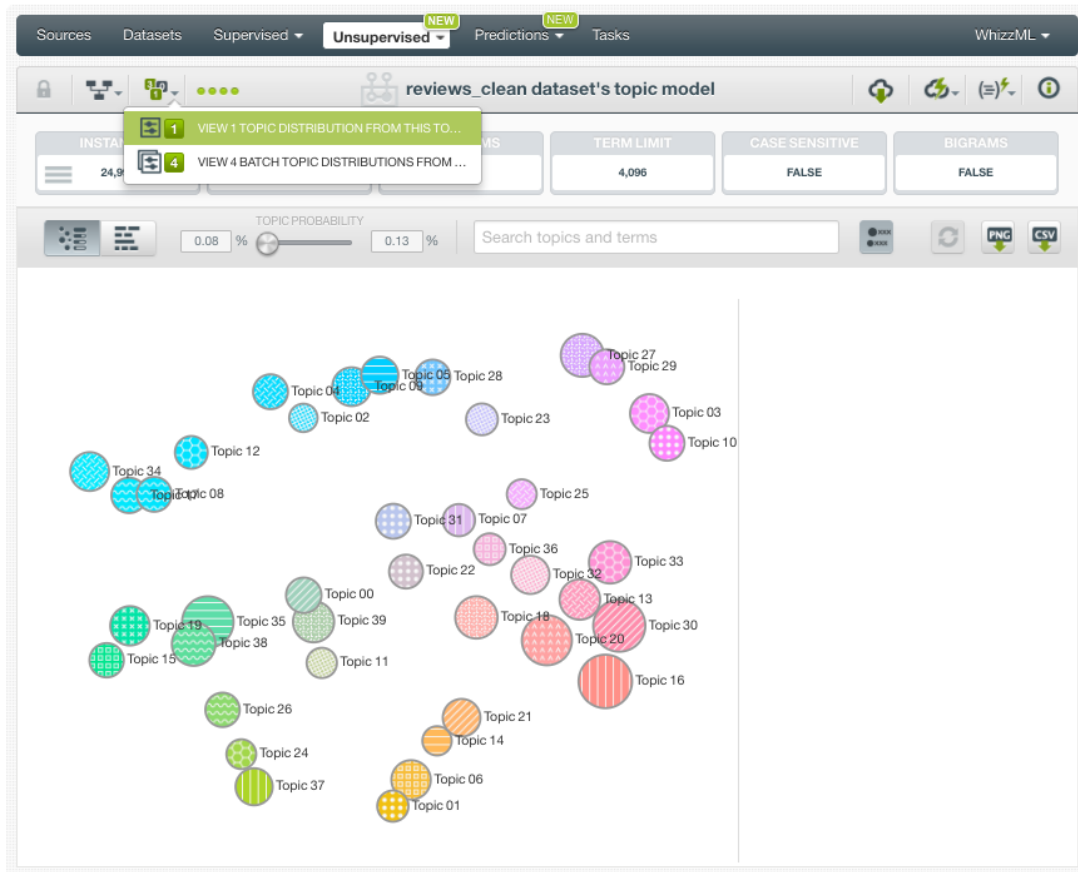 NEW NEW
Sources Datasets Supervised Unsupervised Predictions Tasks WhizzML
reviews_clean dataset's topic model
1 VIEW 1 TOPIC DISTRIBUTION FROM THIS TO...
4 VIEW 4 BATCH TOPIC DISTRIBUTIONS FROM ...
TERM LIMIT CASE SENSITIVE BIGRAMS
4,096 FALSE FALSE
TOPIC PROBABILITY
0.08 % 0.13 % Search topics and terms PNG CSV
Topic 27
Topic 29
Topic 05 Topic 28
Topic 09
Topic 04
Topic 03
Topic 02 Topic 23
Topic 10
Topic 12
Topic 34
Topic 17 Topic 08 Topic 25
Topic 31 Topic 07
Topic 36
Topic 33
Topic 22 Topic 32
Topic 00
Topic 13
Topic 18
Topic 19 Topic 35 Topic 39 Topic 30
Topic 38 Topic 20
Topic 15 Topic 11
Topic 16
Topic 26 Topic 21
Topic 14
Topic 24
Topic 37 Topic 06
Topic 01